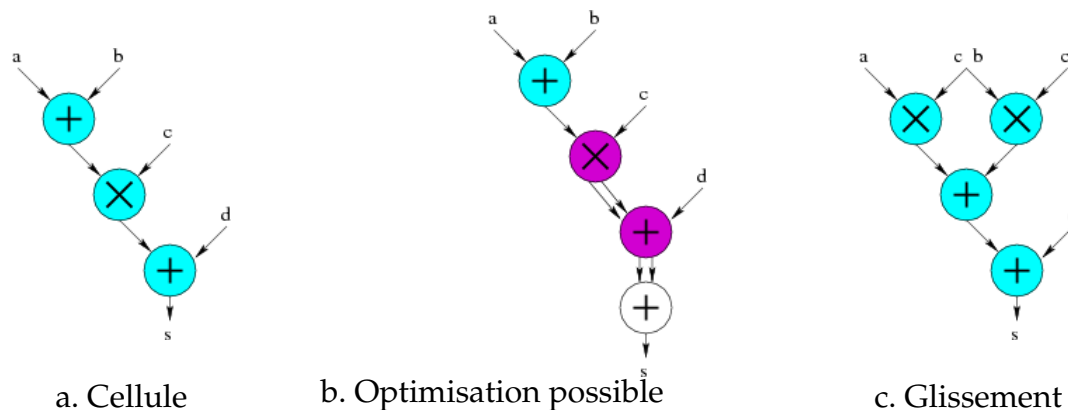 a b
+
c
×
d
+
s
a. Cellule
a b
+
c
×
d
+
+
s
b. Optimisation possible
a c b c
× ×
+
+
s
c. Glissement